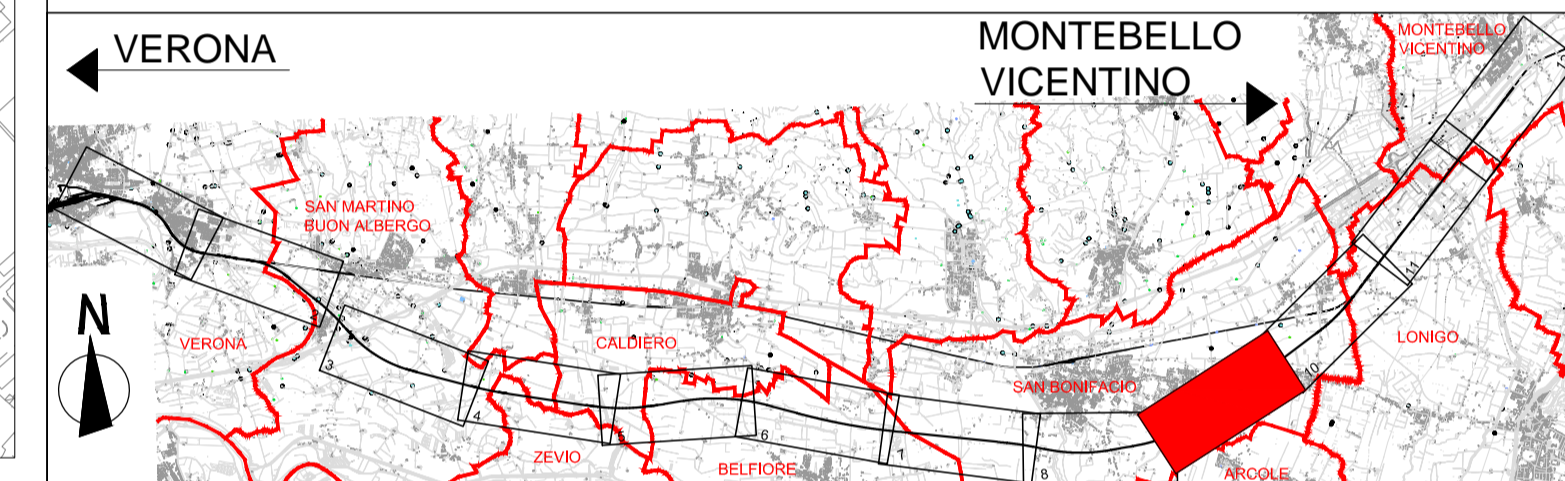 VERONA
MONTEBELLO
VICENTINO
MONTEBELLO
VICENTINO
SAN MARTINO
BUON ALBERGO
N
VERONA
CALDIERO
LONIGO
SAN BONIFACIO
ZEVIO
BELFIORE
ARCOLE
3
4
5
6
7
8
10
11
12